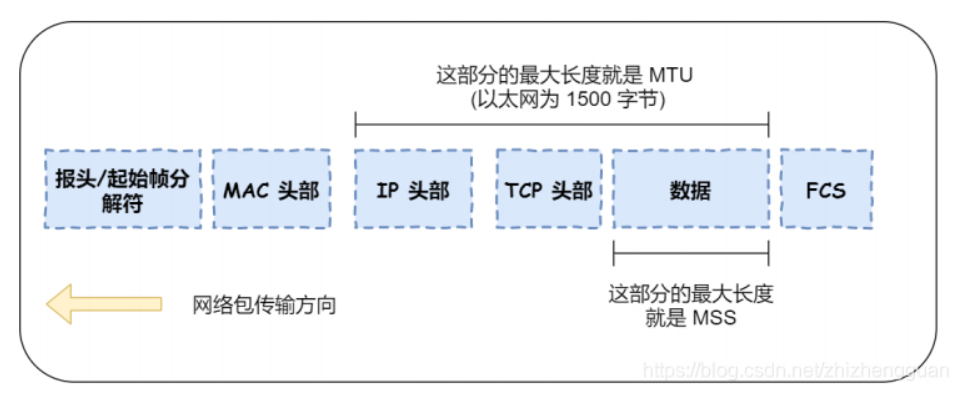 这部分的最大长度就是 MTU
(以太网为 1500 字节)
报头/起始帧分
解符
MAC 头部
IP 头部
TCP 头部
数据
FCS
这部分的最大长度
就是 MSS
网络包传输方向
https://blog.csdn.net/zhizhengguan